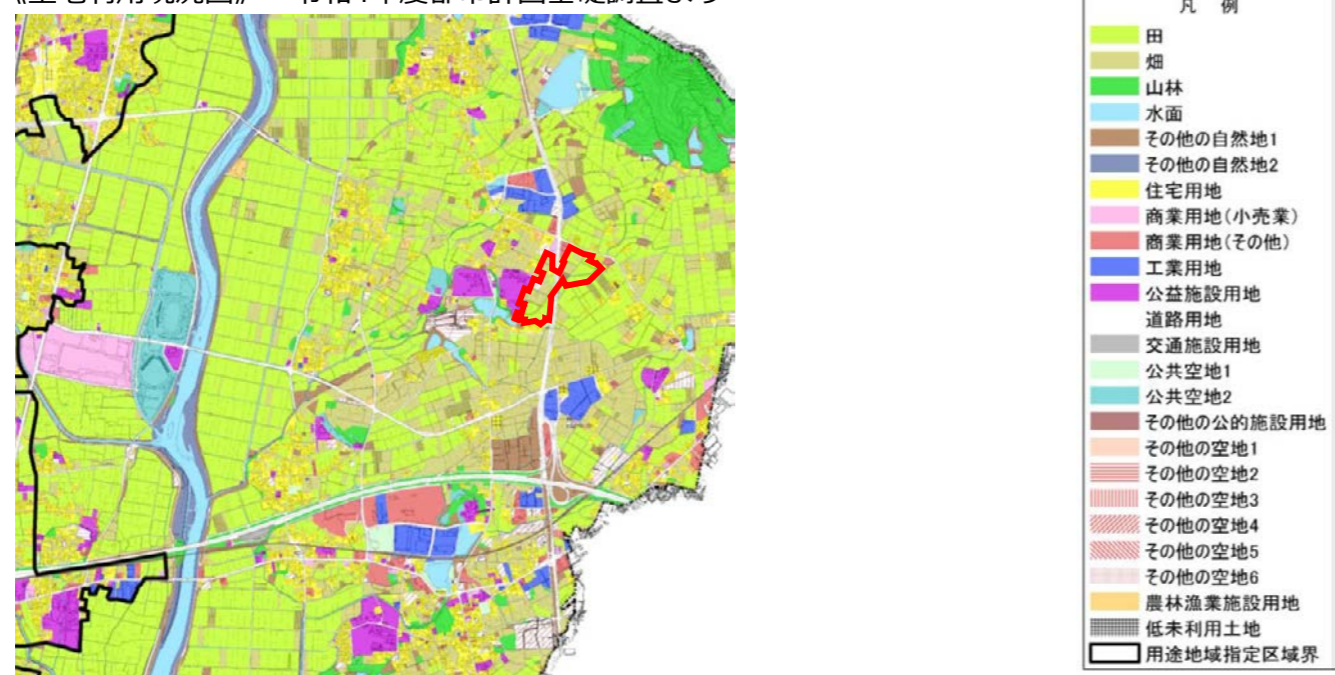 凡 例
田
畑
山林
水面
その他の自然地1
その他の自然地2
住宅用地
商業用地(小売業)
商業用地(その他)
工業用地
公益施設用地
道路用地
交通施設用地
公共空地1
公共空地2
その他の公的施設用地
その他の空地1
その他の空地2
その他の空地3
その他の空地4
その他の空地5
その他の空地6
農林漁業施設用地
低未利用土地
用途地域指定区域界